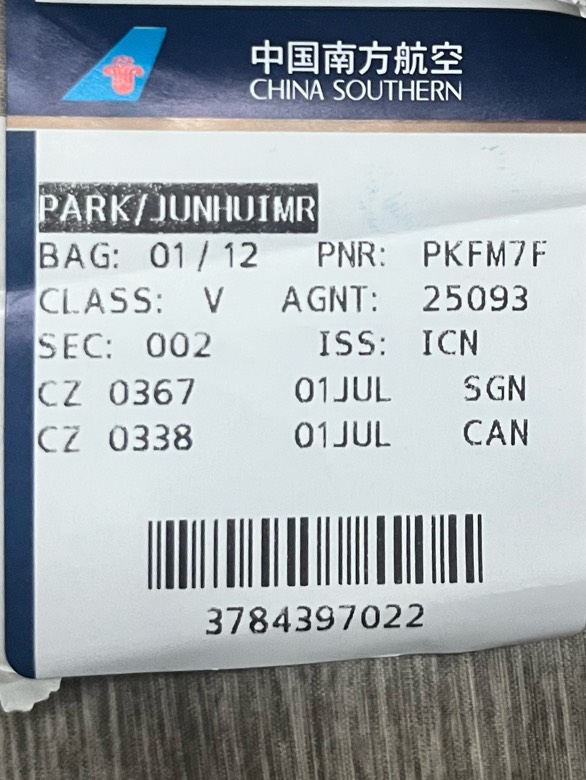 中国南方航空
CHINA SOUTHERN
PARK/JUNHUIMR
BAG: 01/12 PNR: PKFM7F
CLASS: V AGNT: 25093
SEC: 002 ISS: ICN
CZ 0367 01JUL SGN
CZ 0338 01JUL CAN
3784397022